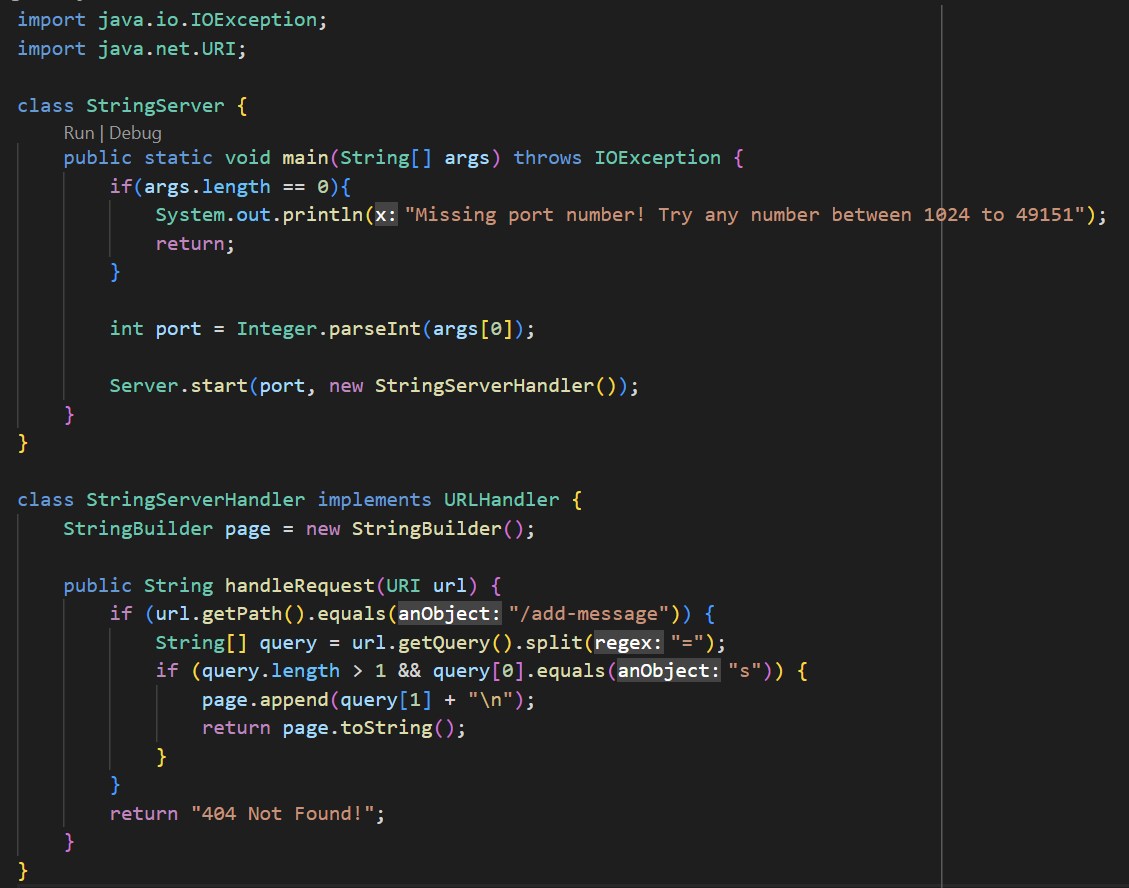 import java.io.IOException;
import java.net.URI;
class StringServer {
Run | Debug
public static void main(String[] args) throws IOException {
if(args.length == 0){
System.out.println(x: "Missing port number! Try any number between 1024 to 49151");
return;
}
int port = Integer.parseInt(args[0]);
Server.start(port, new StringServerHandler());
}
}
class StringServerHandler implements URLHandler {
StringBuilder page = new StringBuilder();
public String handleRequest(URI url) {
if (url.getPath().equals(anObject: "/add-message")) {
String[] query = url.getQuery().split(regex: "=");
if (query.length > 1 && query[0].equals(anObject: "s")) {
page.append(query[1] + "\n");
return page.toString();
}
}
return "404 Not Found!";
}
}